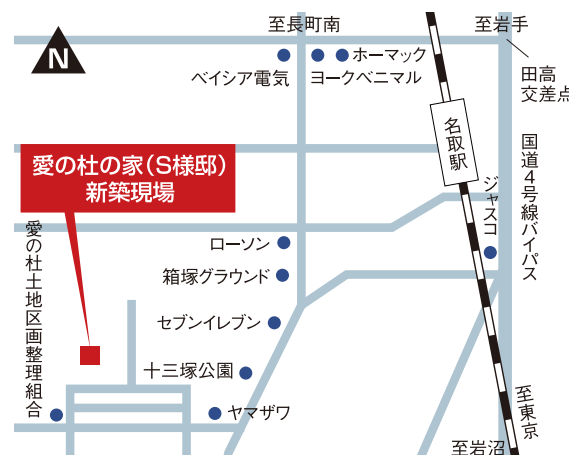 至長町南
至岩手
N
ホーマック
ベイシア電気
ヨークベニマル
田高
交差点
名取駅
国道４号線バイパス
愛の杜の家（S様邸）
新築現場
ジャスコ
愛の杜土地区画整理組合
ローソン
箱塚グラウンド
セブンイレブン
十三塚公園
ヤマザワ
至東京
至岩沼